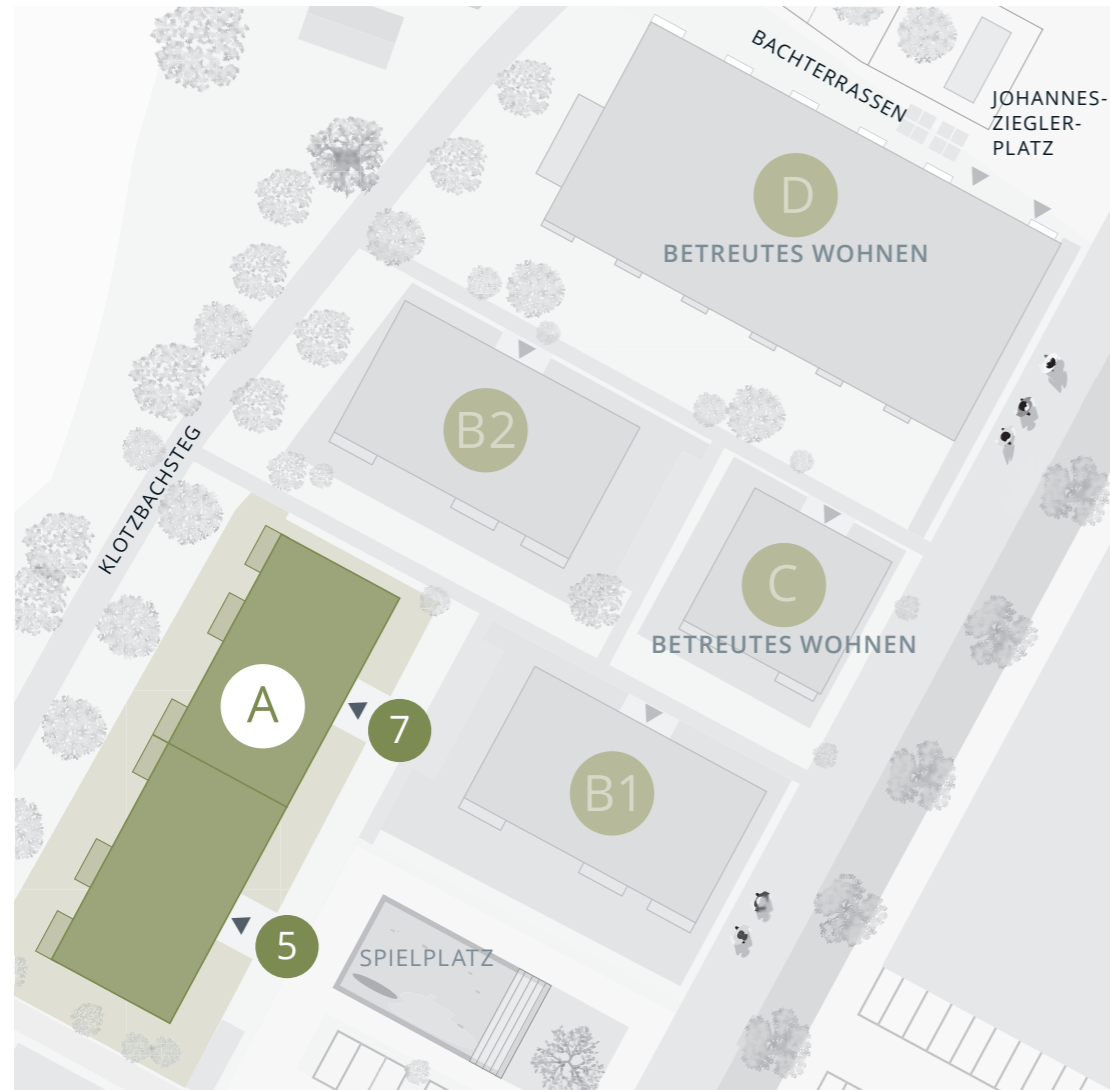 BACHTERRASSEN
JOHANNES-
ZIEGLER-
PLATZ
D
BETREUTES WOHNEN
B2
KLOTZBACHSTEG
C
BETREUTES WOHNEN
A
7
B1
5
SPIELPLATZ